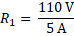 R₁ = 110 V / 5 A